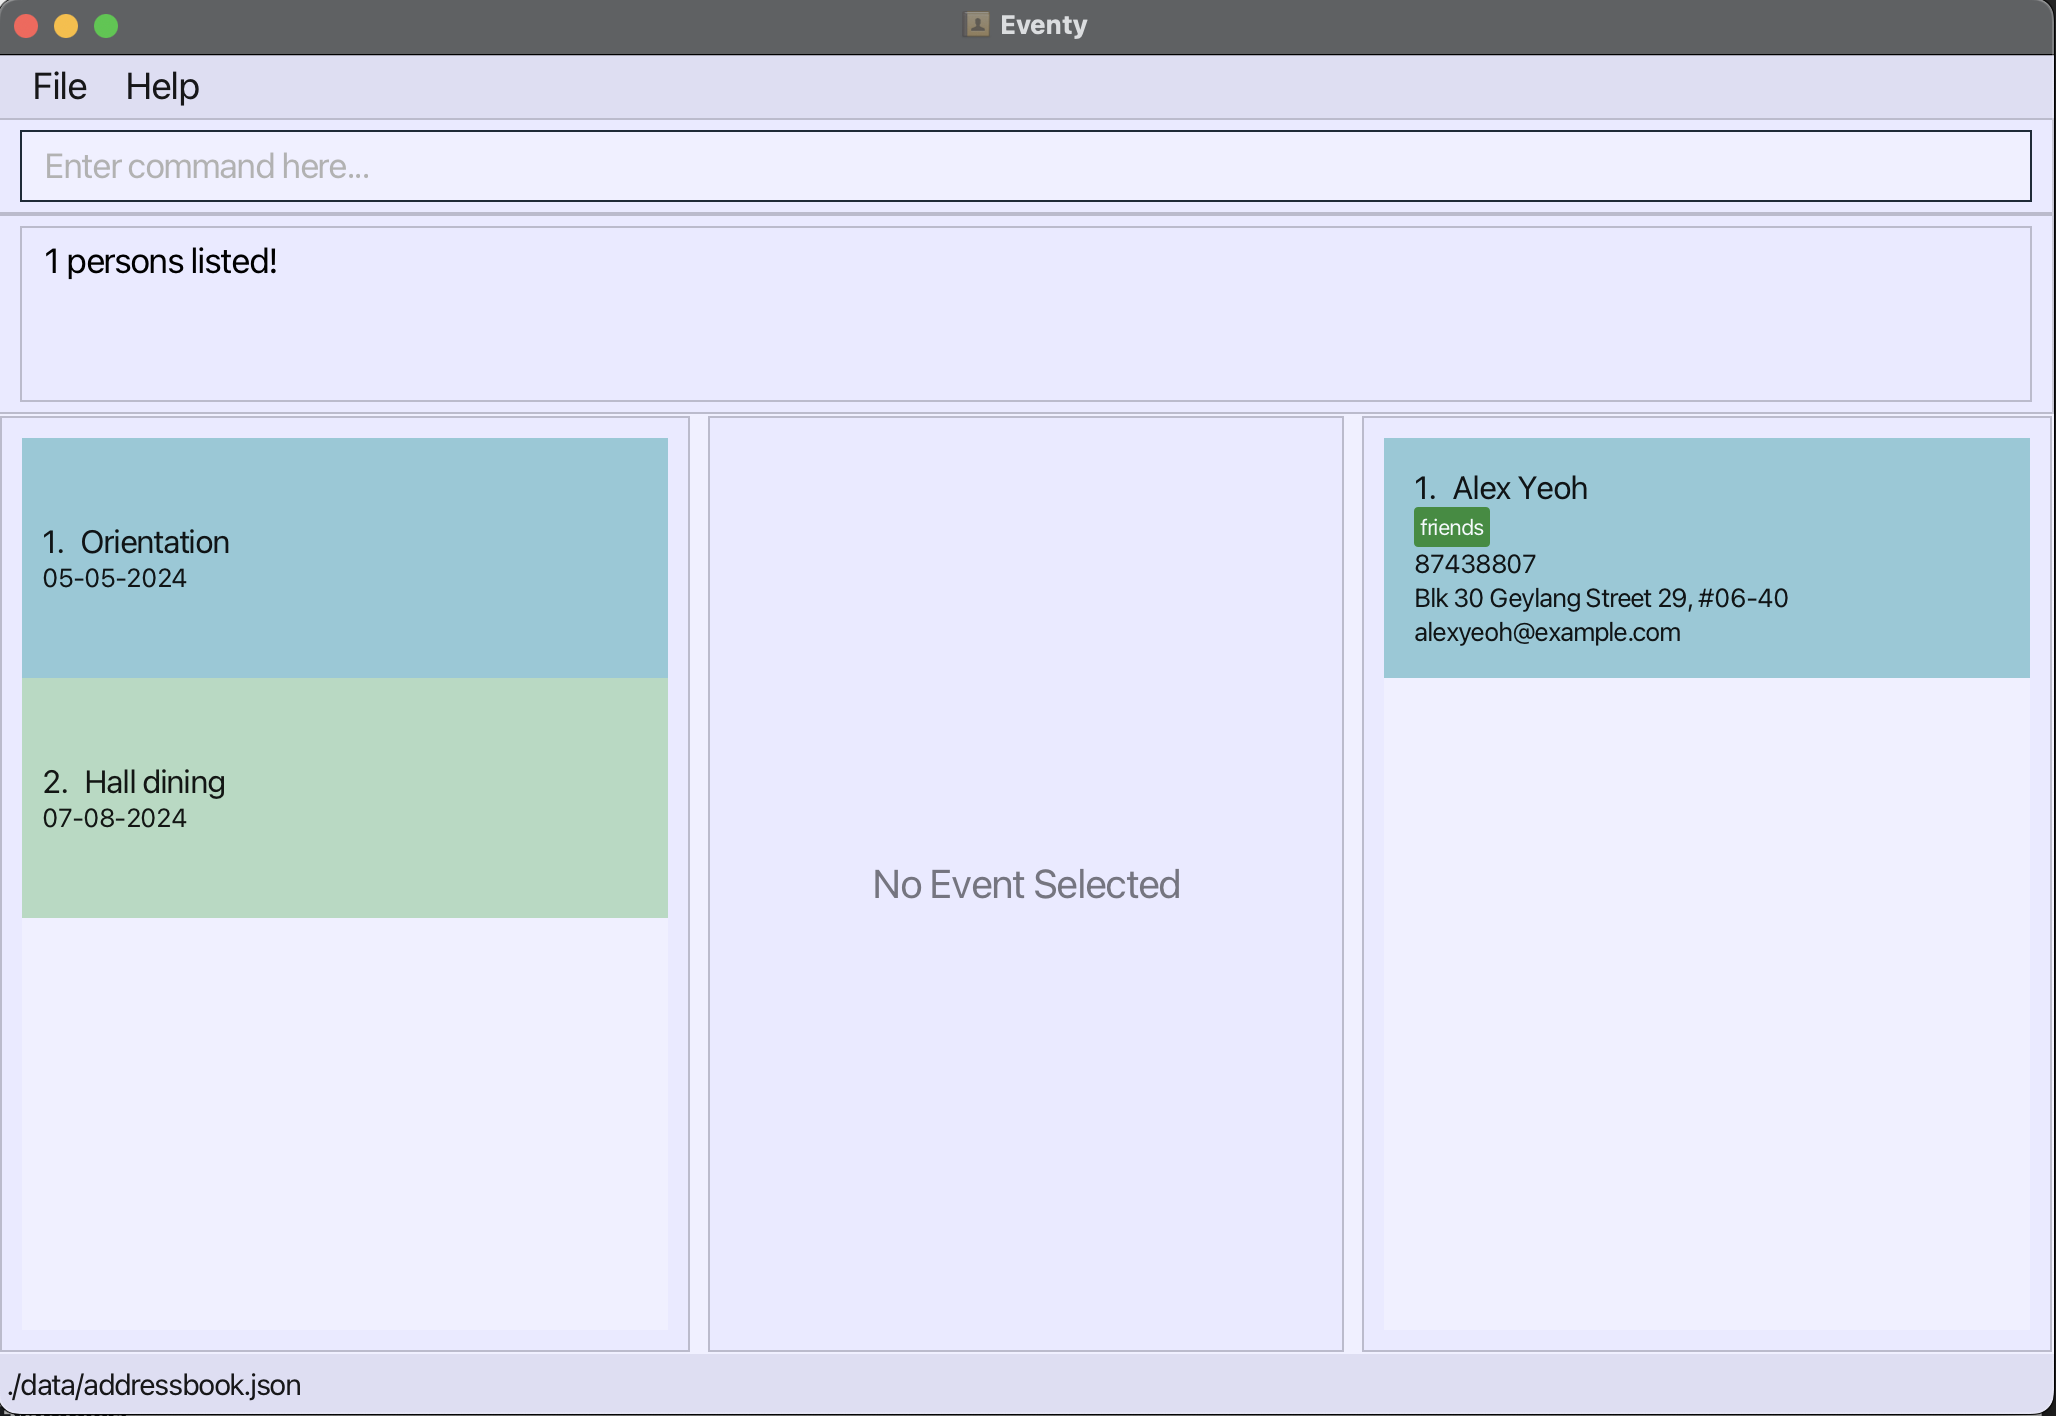 Eventy
File Help
Enter command here...
1 persons listed!
1. Orientation
05-05-2024
2. Hall dining
07-08-2024
No Event Selected
1. Alex Yeoh
friends
87438807
Blk 30 Geylang Street 29, #06-40
alexyeoh@example.com
./data/addressbook.json